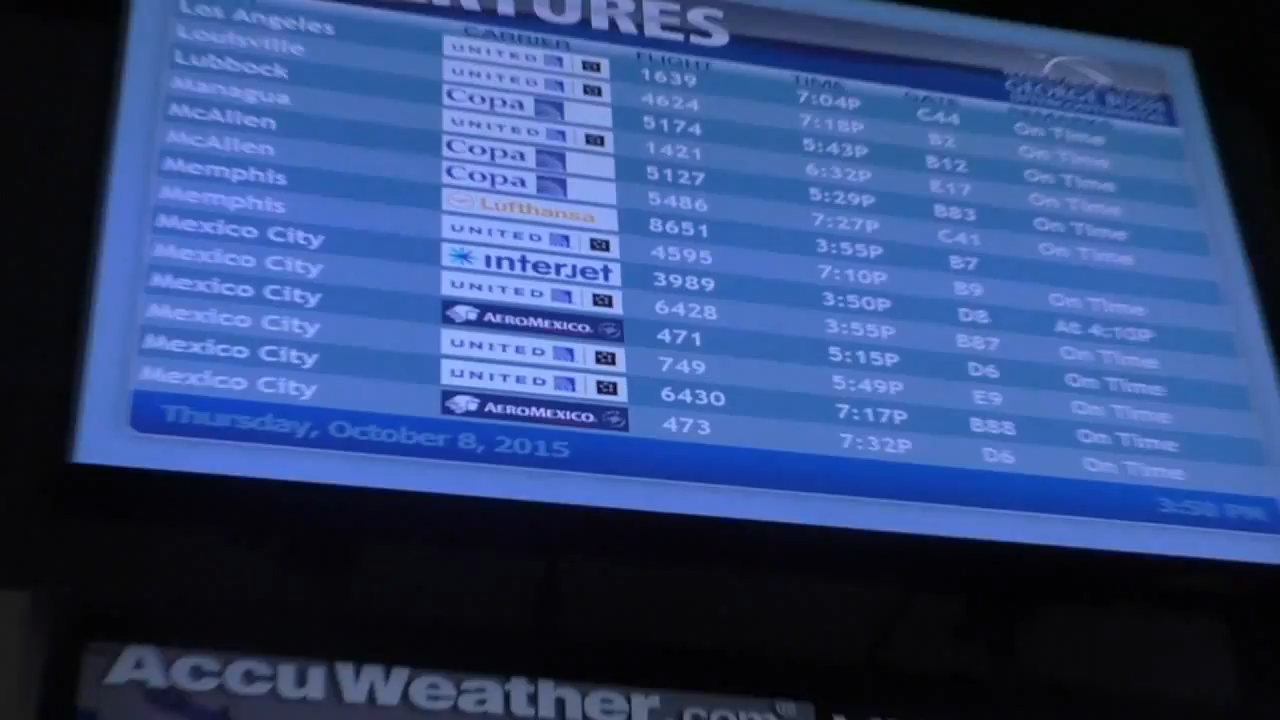 RTURES
CARRIER FLIGHT TIME
Los Angeles UNITED 1639 7:04P C44 On Time
Louisville UNITED 4624 7:18P B2 On Time
Lubbock Copa 5174 5:43P B12 On Time
Managua UNITED 1421 6:32P E17 On Time
McAllen Copa 5127 5:29P B83 On Time
McAllen Copa 5486 7:27P C41 On Time
Memphis Lufthansa 8651 3:55P B7
Memphis UNITED 4595 7:10P B9 On Time
Mexico City interjet 3989 3:50P D8 At 4:10P
Mexico City UNITED 6428 3:55P B87 On Time
Mexico City AEROMEXICO. 471 5:15P D6 On Time
Mexico City UNITED 749 5:49P E9 On Time
Mexico City UNITED 6430 7:17P B88 On Time
Mexico City AEROMEXICO. 473 7:32P D6 On Time
Thursday, October 8, 2015
AccuWeather.com